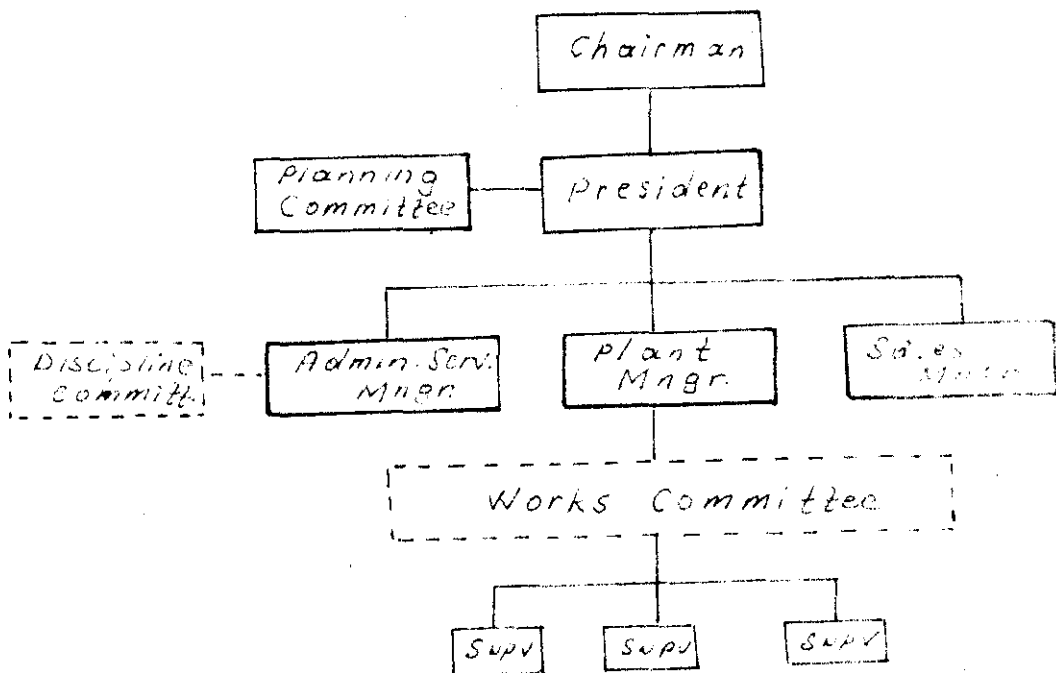 Chairman
Planning
Committee
President
Discipline
Committ.
Admin. Serv.
Mngr.
Plant
Mngr.
Works Committee
Supv
Supv
Supv